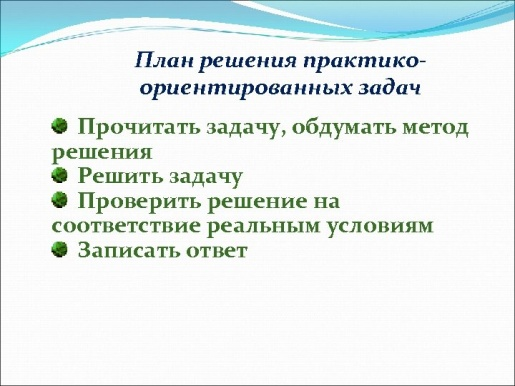 План решения практико-
ориентированных задач
Прочитать задачу, обдумать метод
решения
Решить задачу
Проверить решение на
соответствие реальным условиям
Записать ответ